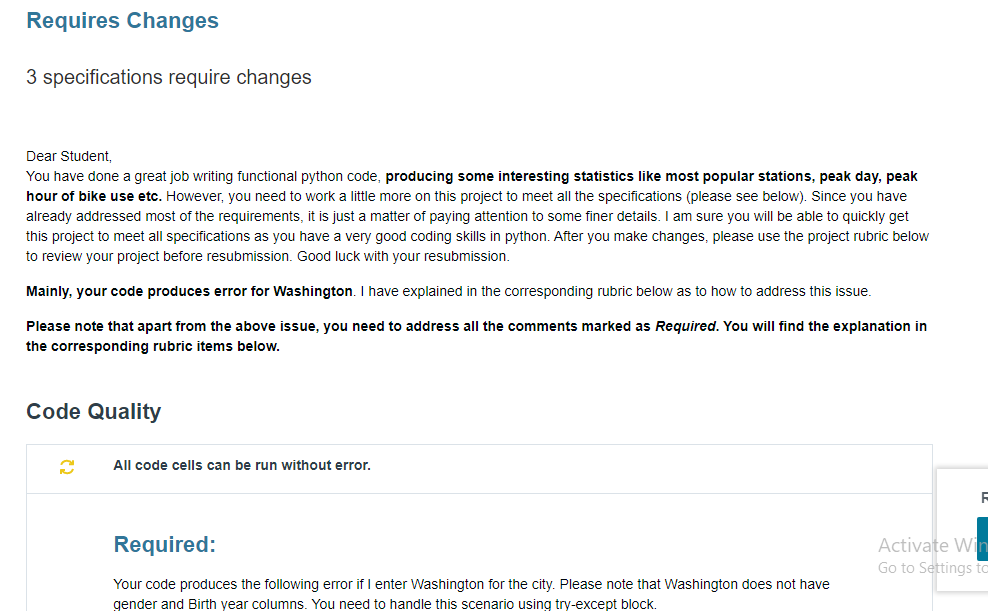 Requires Changes
3 specifications require changes
Dear Student,
You have done a great job writing functional python code, producing some interesting statistics like most popular stations, peak day, peak
hour of bike use etc. However, you need to work a little more on this project to meet all the specifications (please see below). Since you have
already addressed most of the requirements, it is just a matter of paying attention to some finer details. I am sure you will be able to quickly get
this project to meet all specifications as you have a very good coding skills in python. After you make changes, please use the project rubric below
to review your project before resubmission. Good luck with your resubmission.
Mainly, your code produces error for Washington. I have explained in the corresponding rubric below as to how to address this issue.
Please note that apart from the above issue, you need to address all the comments marked as Required. You will find the explanation in
the corresponding rubric items below.
Code Quality
All code cells can be run without error.
Required:
Your code produces the following error if I enter Washington for the city. Please note that Washington does not have
gender and Birth year columns. You need to handle this scenario using try-except block.
R
Activate Win
Go to Settings to